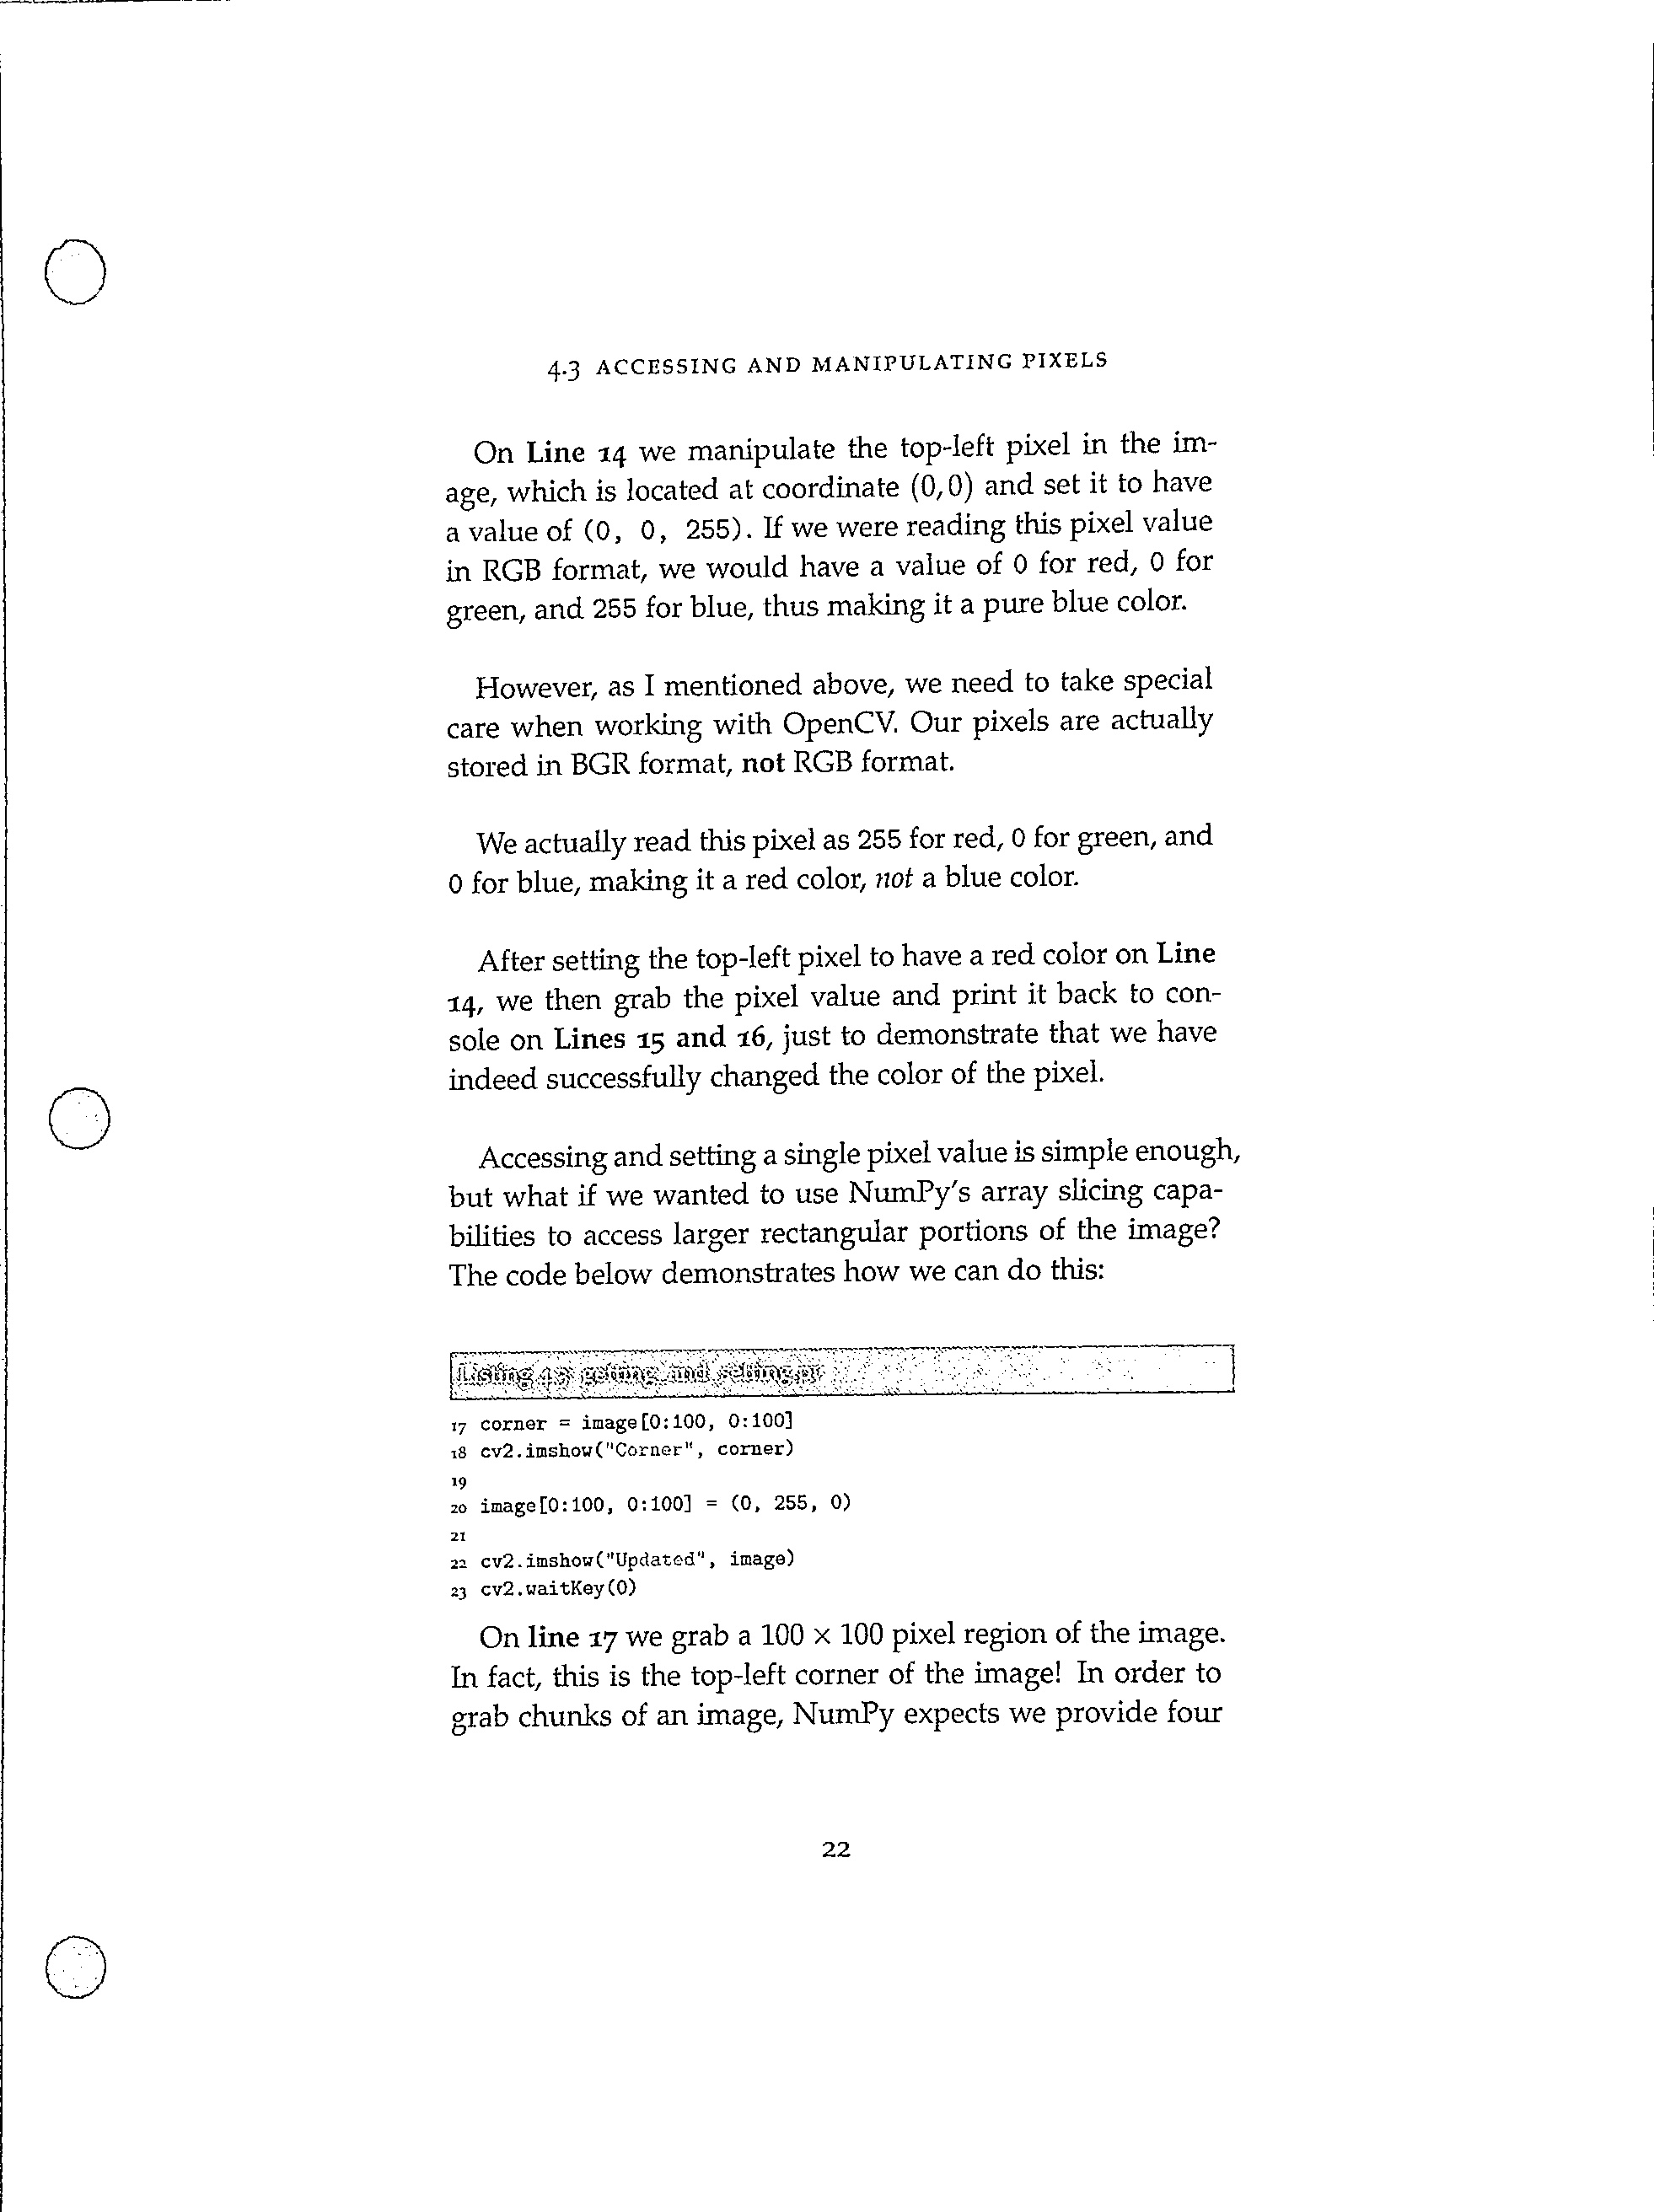 4.3 ACCESSING AND MANIPULATING PIXELS
On Line 14 we manipulate the top-left pixel in the im-
age, which is located at coordinate (0,0) and set it to have
a value of (0, 0, 255). If we were reading this pixel value
in RGB format, we would have a value of 0 for red, 0 for
green, and 255 for blue, thus making it a pure blue color.
However, as I mentioned above, we need to take special
care when working with OpenCV. Our pixels are actually
stored in BGR format, not RGB format.
We actually read this pixel as 255 for red, 0 for green, and
0 for blue, making it a red color, not a blue color.
After setting the top-left pixel to have a red color on Line
14, we then grab the pixel value and print it back to con-
sole on Lines 15 and 16, just to demonstrate that we have
indeed successfully changed the color of the pixel.
Accessing and setting a single pixel value is simple enough,
but what if we wanted to use NumPy's array slicing capa-
bilities to access larger rectangular portions of the image?
The code below demonstrates how we can do this:
Listing getting_and_setting.py
17 corner = image[0:100, 0:100]
18 cv2.imshow("Corner", corner)
19
20 image[0:100, 0:100] = (0, 255, 0)
21
22 cv2.imshow("Updated", image)
23 cv2.waitKey(0)
On line 17 we grab a 100 × 100 pixel region of the image.
In fact, this is the top-left corner of the image! In order to
grab chunks of an image, NumPy expects we provide four
22